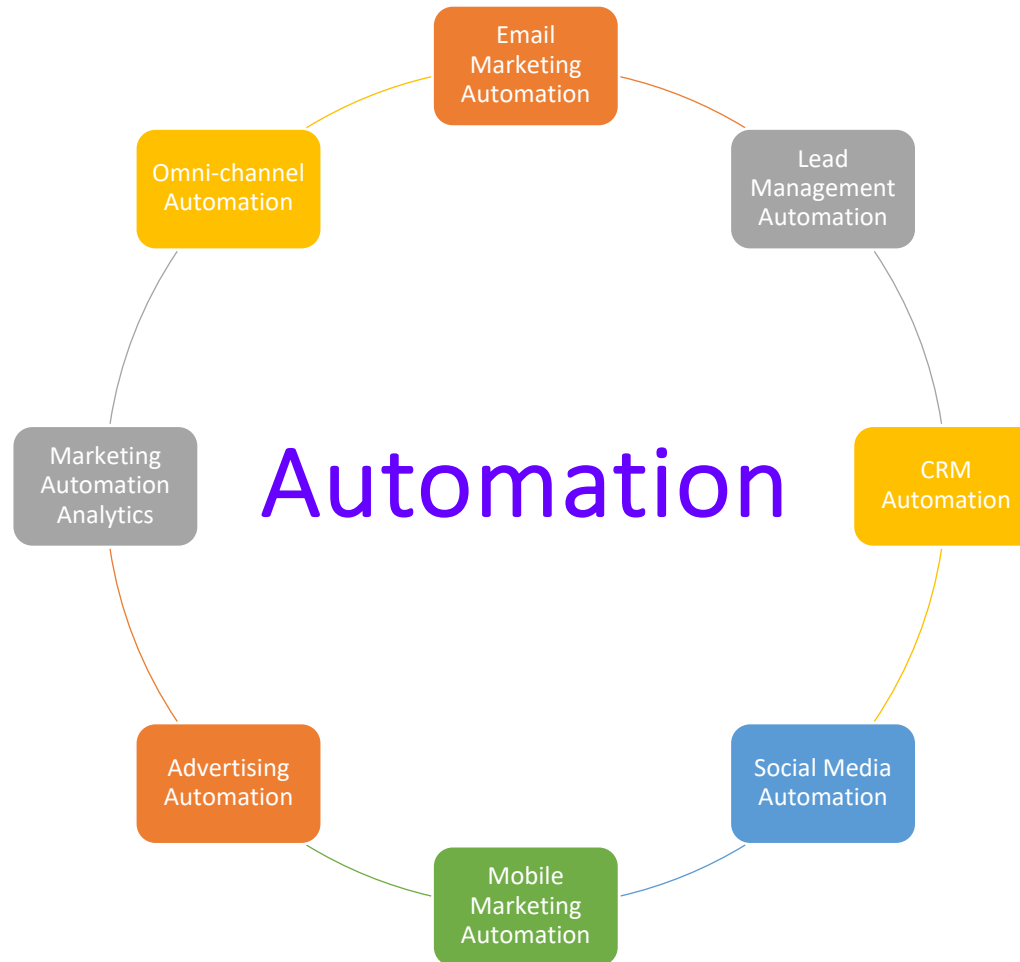 Email
Marketing
Automation
Lead
Management
Automation
CRM
Automation
Social Media
Automation
Mobile
Marketing
Automation
Advertising
Automation
Marketing
Automation
Analytics
Omni-channel
Automation
Automation